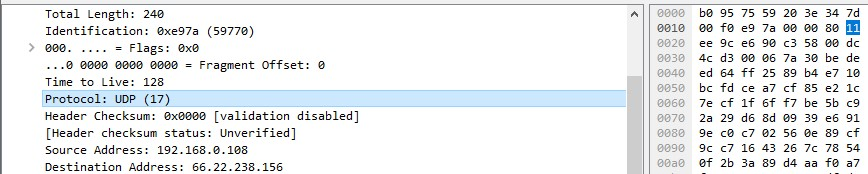 Total Length: 240
Identification: 0xe97a (59770)
000. .... = Flags: 0x0
...0 0000 0000 0000 = Fragment Offset: 0
Time to Live: 128
Protocol: UDP (17)
Header Checksum: 0x0000 [validation disabled]
[Header checksum status: Unverified]
Source Address: 192.168.0.108
Destination Address: 66.22.238.156
0000 b0 95 75 59 20 3e 34 7d
0010 00 f0 e9 7a 00 00 80 11
0020 ee 9c e6 90 c3 58 00 dc
0030 4c d3 00 06 7a 30 be de
0040 ed 64 ff 25 89 b4 e7 10
0050 bc fd ce a7 cf 85 e2 1c
0060 7e cf 1f 6f f7 be 5b c9
0070 2a 29 d6 8d 09 39 e6 91
0080 9e c0 c7 02 56 0e 89 cf
0090 9c c7 16 43 26 7c 78 54
00a0 0f 2b 3a 89 d4 aa f0 a7